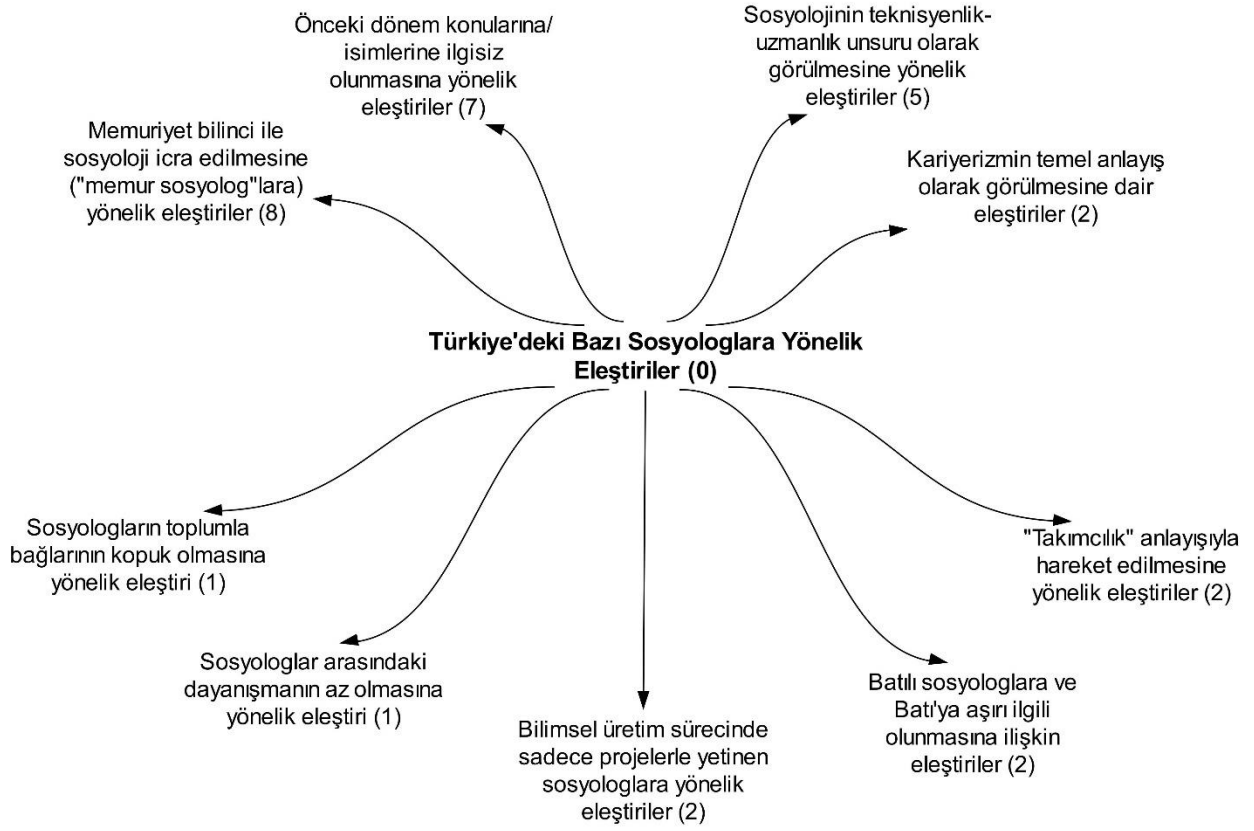 Önceki dönem konularına/
isimlerine ilgisiz
olunmasına yönelik
eleştiriler (7)
Sosyolojinin teknisyenlik-
uzmanlık unsuru olarak
görülmesine yönelik
eleştiriler (5)
Memuriyet bilinci ile
sosyoloji icra edilmesine
("memur sosyolog"lara)
yönelik eleştiriler (8)
Kariyerizmin temel anlayış
olarak görülmesine dair
eleştiriler (2)
Türkiye'deki Bazı Sosyologlara Yönelik
Eleştiriler (0)
Sosyologların toplumla
bağlarının kopuk olmasına
yönelik eleştiri (1)
"Takımcılık" anlayışıyla
hareket edilmesine
yönelik eleştiriler (2)
Sosyologlar arasındaki
dayanışmanın az olmasına
yönelik eleştiri (1)
Bilimsel üretim sürecinde
sadece projelerle yetinen
sosyologlara yönelik
eleştiriler (2)
Batılı sosyologlara ve
Batı'ya aşırı ilgili
olunmasına ilişkin
eleştiriler (2)